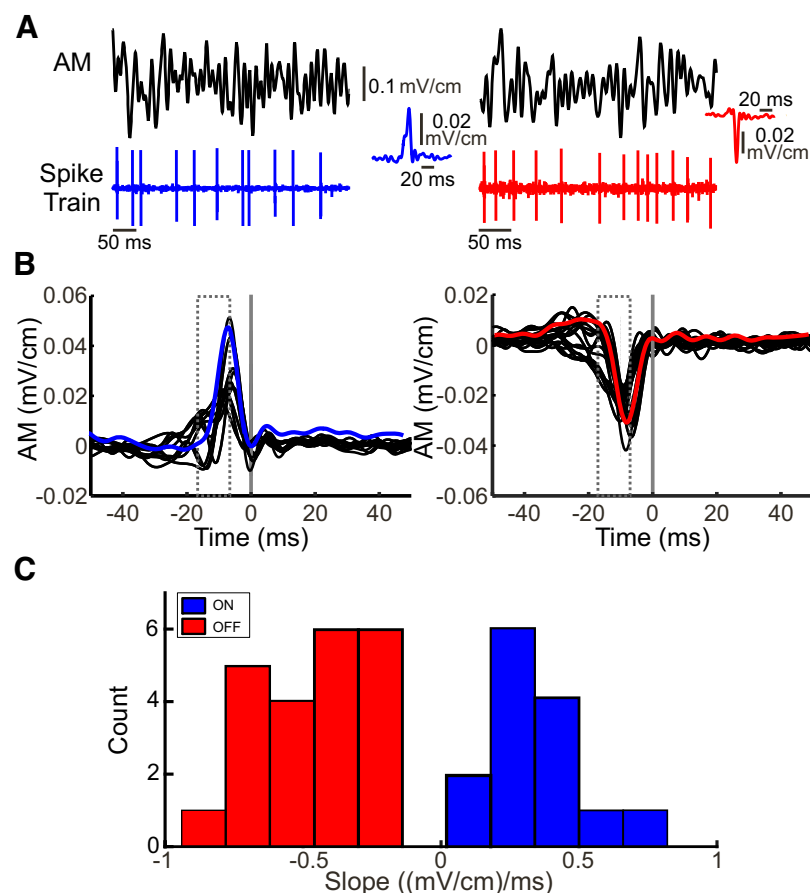 A
AM
0.1 mV/cm
0.02
mV/cm
20 ms
20 ms
0.02
mV/cm
Spike
Train
50 ms
50 ms
B
AM (mV/cm)
0.06
0.04
0.02
0
-0.02
-40 -20 0 20 40
Time (ms)
AM (mV/cm)
0.02
0
-0.02
-0.04
-0.06
-40 -20 0 20 40
Time (ms)
C
ON
OFF
Count
6
4
2
0
-1 -0.5 0 0.5 1
Slope ((mV/cm)/ms)